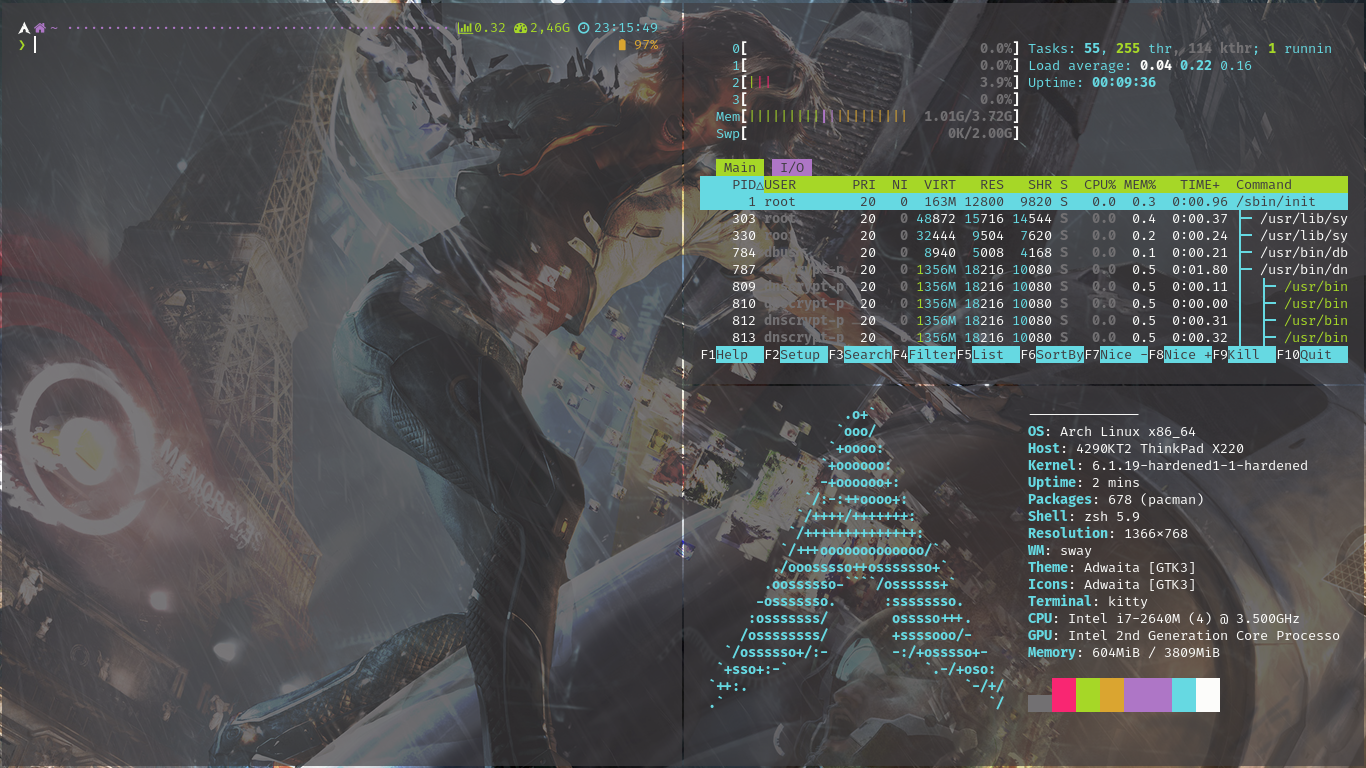 ~ 0.32 2,46G 23:15:49
❯ 97%
0[ 0.0%] Tasks: 55, 255 thr, 114 kthr; 1 runnin
1[ 0.0%] Load average: 0.04 0.22 0.16
2[||| 3.9%] Uptime: 00:09:36
3[ 0.0%]
Mem[|||||||||||||||||||| 1.01G/3.72G]
Swp[ 0K/2.00G]
Main I/O
PID△USER PRI NI VIRT RES SHR S CPU% MEM% TIME+ Command
1 root 20 0 163M 12800 9820 S 0.0 0.3 0:00.96 /sbin/init
303 root 20 0 48872 15716 14544 S 0.0 0.4 0:00.37 ├─ /usr/lib/sy
330 root 20 0 32444 9504 7620 S 0.0 0.2 0:00.24 ├─ /usr/lib/sy
784 dbus 20 0 8940 5008 4168 S 0.0 0.1 0:00.21 ├─ /usr/bin/db
787 dnscrypt-p 20 0 1356M 18216 10080 S 0.0 0.5 0:01.80 ├─ /usr/bin/dn
809 dnscrypt-p 20 0 1356M 18216 10080 S 0.0 0.5 0:00.11 │ ├─ /usr/bin
810 dnscrypt-p 20 0 1356M 18216 10080 S 0.0 0.5 0:00.00 │ ├─ /usr/bin
812 dnscrypt-p 20 0 1356M 18216 10080 S 0.0 0.5 0:00.31 │ ├─ /usr/bin
813 dnscrypt-p 20 0 1356M 18216 10080 S 0.0 0.5 0:00.32 │ ├─ /usr/bin
F1Help F2Setup F3SearchF4FilterF5List F6SortByF7Nice -F8Nice +F9Kill F10Quit
OS: Arch Linux x86_64
Host: 4290KT2 ThinkPad X220
Kernel: 6.1.19-hardened1-1-hardened
Uptime: 2 mins
Packages: 678 (pacman)
Shell: zsh 5.9
Resolution: 1366×768
WM: sway
Theme: Adwaita [GTK3]
Icons: Adwaita [GTK3]
Terminal: kitty
CPU: Intel i7-2640M (4) @ 3.500GHz
GPU: Intel 2nd Generation Core Processo
Memory: 604MiB / 3809MiB